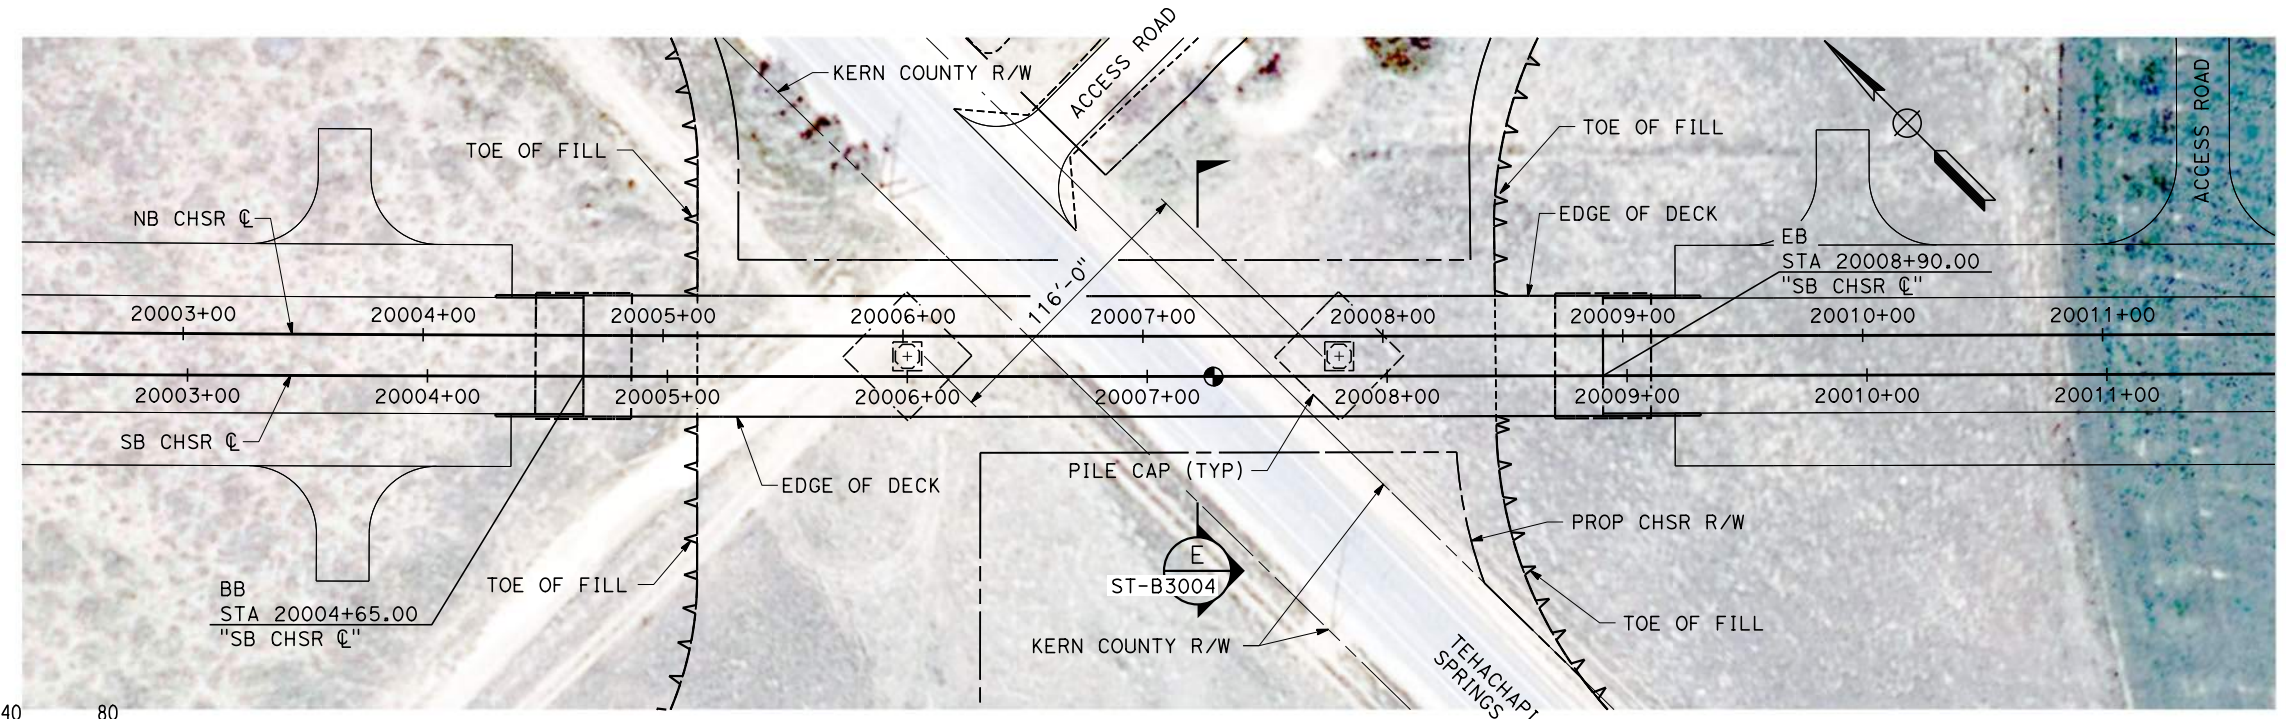 ACCESS ROAD
KERN COUNTY R/W
TOE OF FILL
TOE OF FILL
ACCESS ROAD
NB CHSR ℄
EDGE OF DECK
EB
STA 20008+90.00
"SB CHSR ℄"
116'-0"
20003+00 20004+00 20005+00 20006+00 20007+00 20008+00 20009+00 20010+00 20011+00
20003+00 20004+00 20005+00 20006+00 20007+00 20008+00 20009+00 20010+00 20011+00
SB CHSR ℄
PILE CAP (TYP)
EDGE OF DECK
PROP CHSR R/W
E
ST-B3004
TOE OF FILL
BB
STA 20004+65.00
"SB CHSR ℄"
TOE OF FILL
KERN COUNTY R/W
TEHACHAPI
SPRINGS
40 80